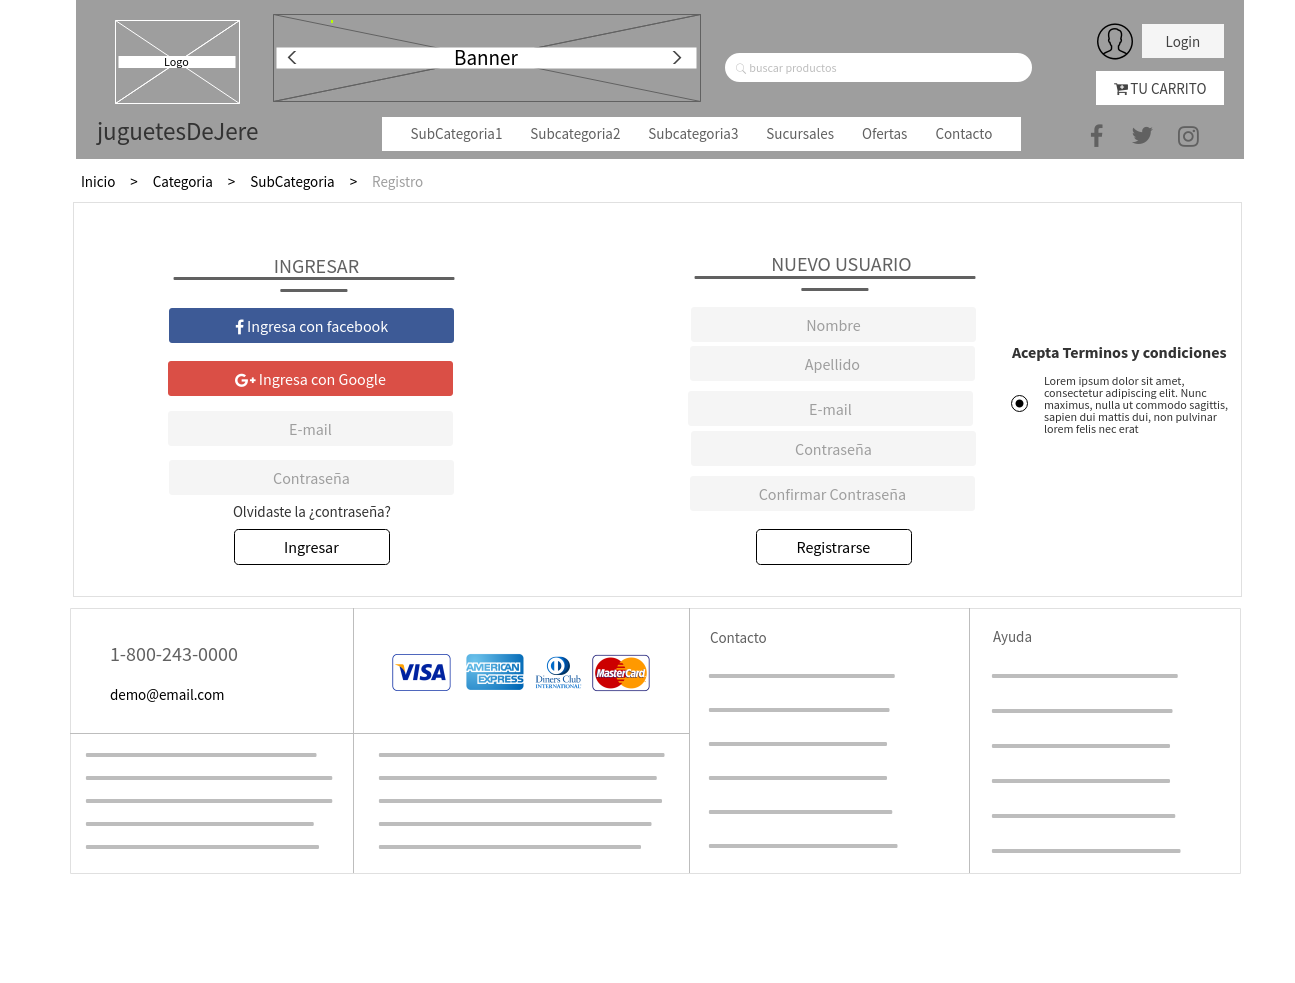 Logo
Banner
buscar productos
Login
TU CARRITO
juguetesDeJere
SubCategoria1 Subcategoria2 Subcategoria3 Sucursales Ofertas Contacto
Inicio > Categoria > SubCategoria > Registro
INGRESAR
Ingresa con facebook
Ingresa con Google
E-mail
Contraseña
Olvidaste la ¿contraseña?
Ingresar
NUEVO USUARIO
Nombre
Apellido
E-mail
Contraseña
Confirmar Contraseña
Registrarse
Acepta Terminos y condiciones
Lorem ipsum dolor sit amet,
consectetur adipiscing elit. Nunc
maximus, nulla ut commodo sagittis,
sapien dui mattis dui, non pulvinar
lorem felis nec erat
1-800-243-0000
demo@email.com
VISA
AMERICAN
EXPRESS
Diners Club
INTERNATIONAL
MasterCard
Contacto
Ayuda